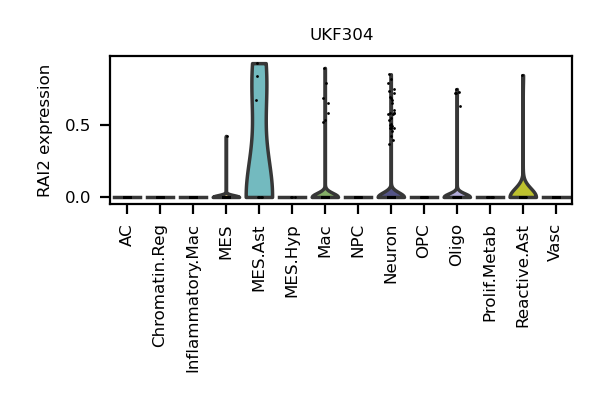 UKF304
RAI2 expression
0.5
0.0
AC
Chromatin.Reg
Inflammatory.Mac
MES
MES.Ast
MES.Hyp
Mac
NPC
Neuron
OPC
Oligo
Prolif.Metab
Reactive.Ast
Vasc